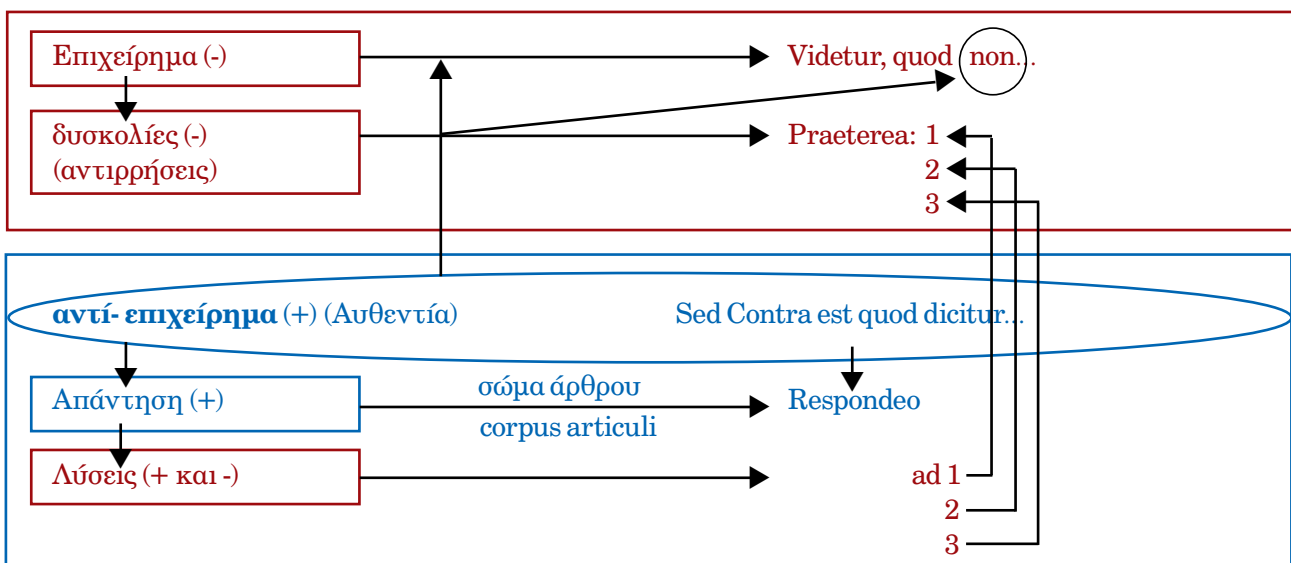 Επιχείρημα (-)
Videtur, quod non...
δυσκολίες (-)
(αντιρρήσεις)
Praeterea: 1
2
3
αντί- επιχείρημα (+) (Αυθεντία)
Sed Contra est quod dicitur...
Απάντηση (+)
σώμα άρθρου
corpus articuli
Respondeo
Λύσεις (+ και -)
ad 1
2
3